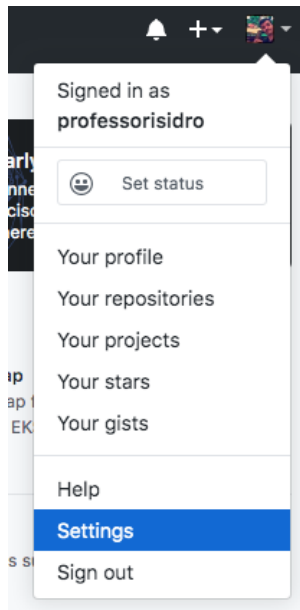 Signed in as
professorisidro
Set status
Your profile
Your repositories
Your projects
Your stars
Your gists
Help
Settings
Sign out